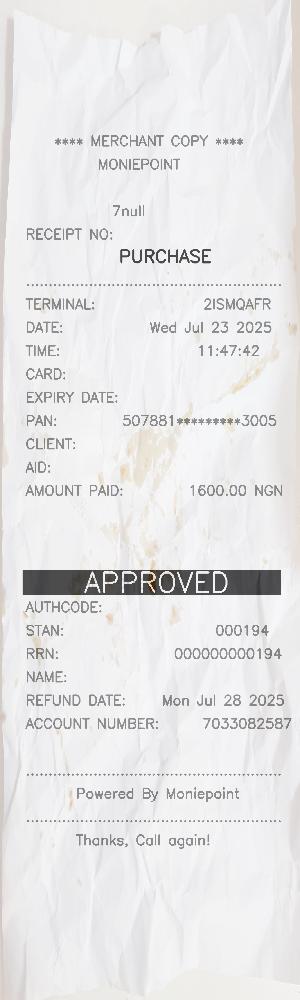 **** MERCHANT COPY ****
MONIEPOINT
7null
RECEIPT NO:
PURCHASE
TERMINAL: 2ISMQAFR
DATE: Wed Jul 23 2025
TIME: 11:47:42
CARD:
EXPIRY DATE:
PAN: 507881*********3005
CLIENT:
AID:
AMOUNT PAID: 1600.00 NGN
APPROVED
AUTHCODE:
STAN: 000194
RRN: 000000000194
NAME:
REFUND DATE: Mon Jul 28 2025
ACCOUNT NUMBER: 7033082587
Powered By Moniepoint
Thanks, Call again!